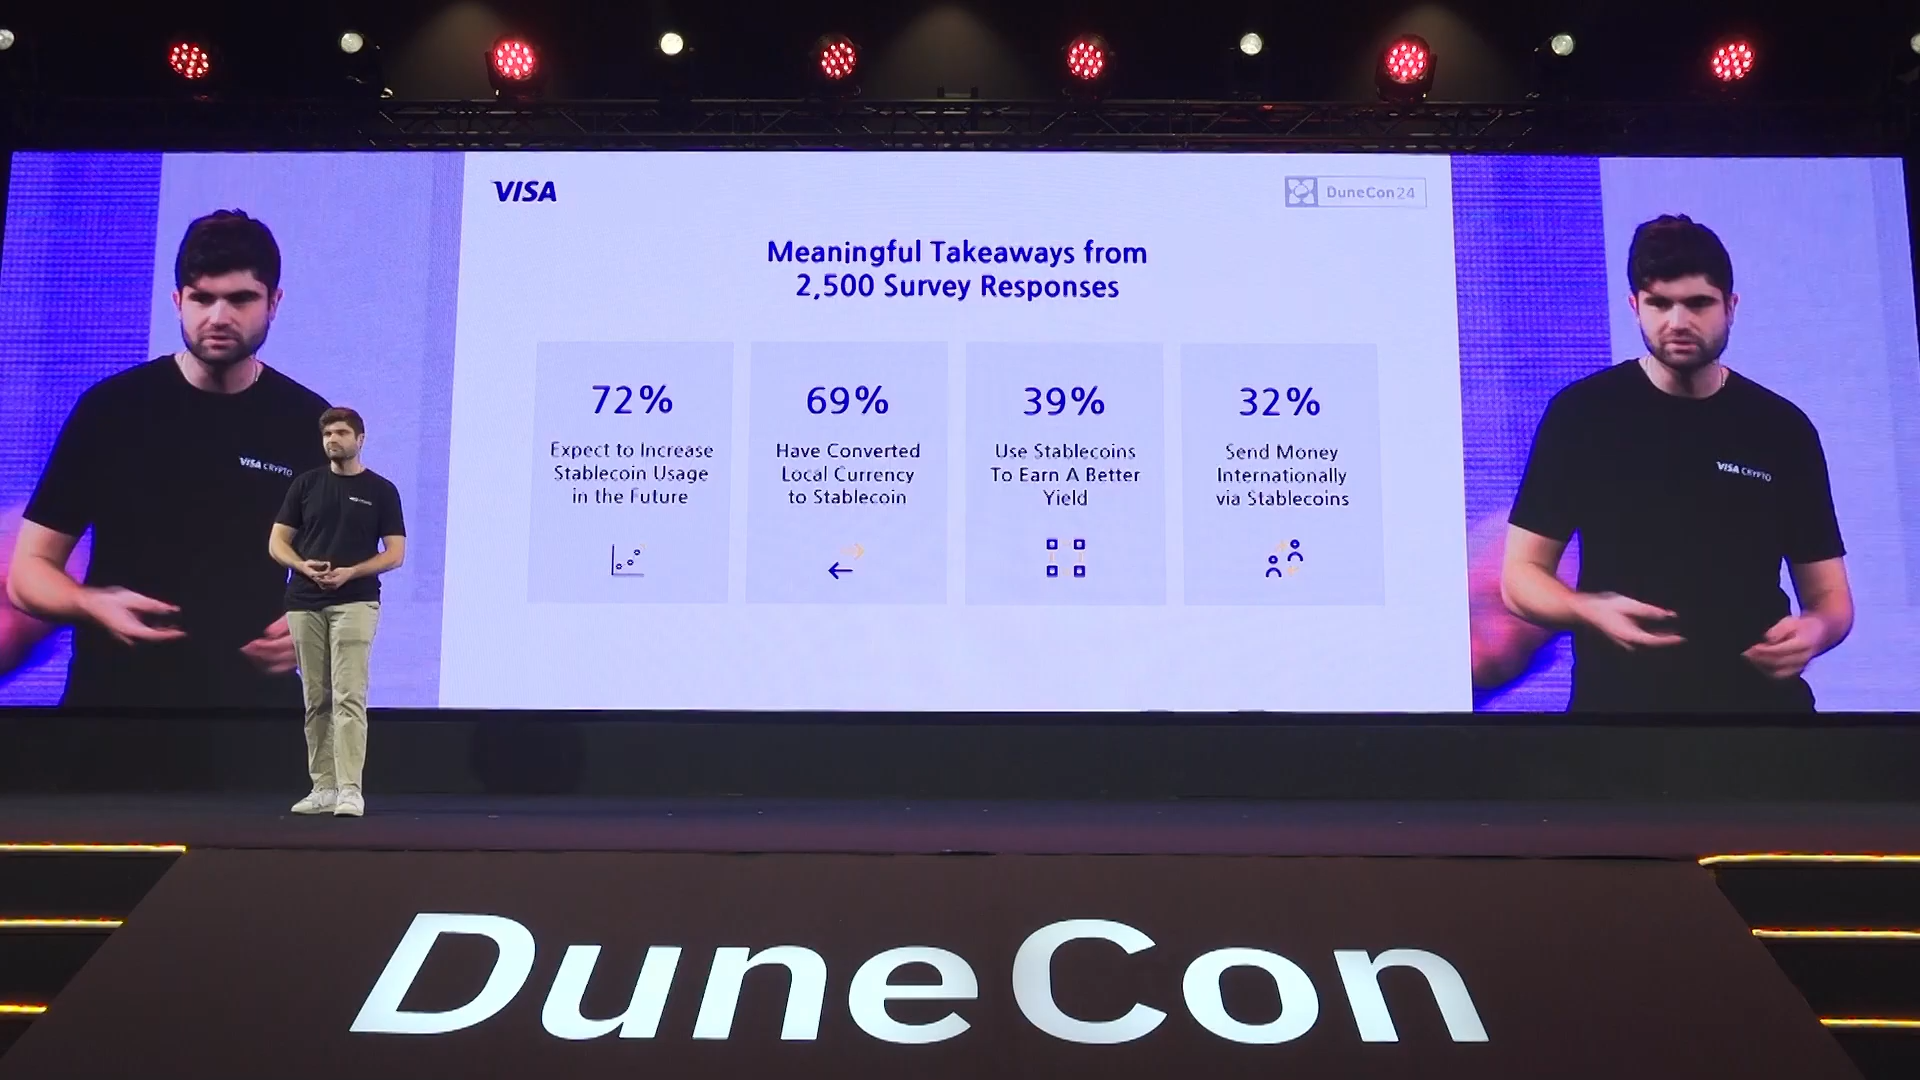 VISA
DuneCon24
Meaningful Takeaways from
2,500 Survey Responses
72%
Expect to Increase
Stablecoin Usage
in the Future
69%
Have Converted
Local Currency
to Stablecoin
39%
Use Stablecoins
To Earn A Better
Yield
32%
Send Money
Internationally
via Stablecoins
VISA CRYPTO
VISA CRYPTO
DuneCon